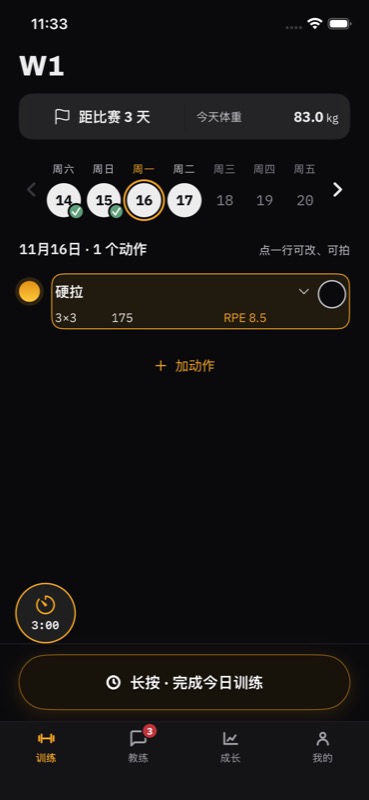 11:33
W1
距比赛 3 天 今天体重 83.0 kg
周六 周日 周一 周二 周三 周四 周五
14 15 16 17 18 19 20
11月16日 · 1 个动作 点一行可改、可拍
硬拉
3×3 175 RPE 8.5
+ 加动作
3:00
长按 · 完成今日训练
3
训练 教练 成长 我的